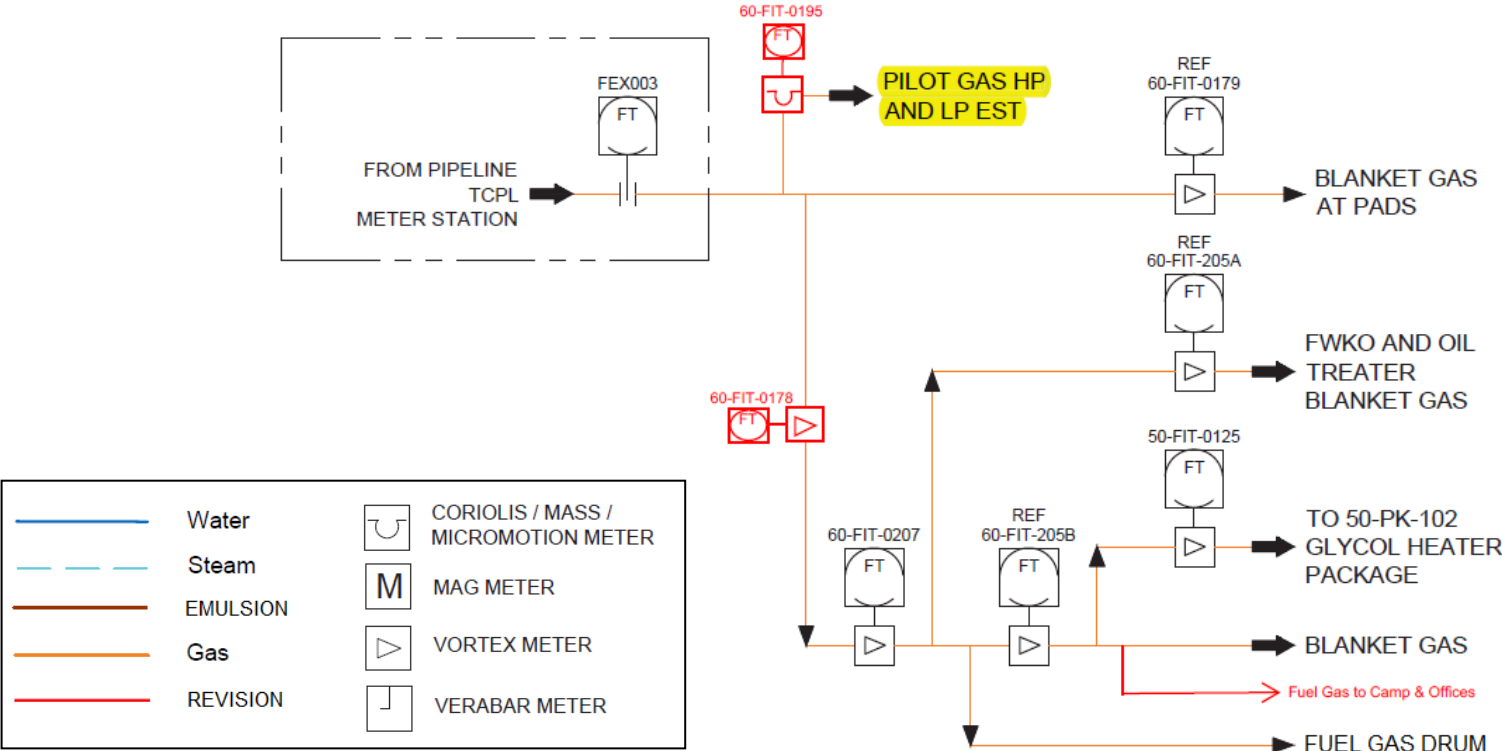 60-FIT-0195
FT
FEX003
FT
PILOT GAS HP
AND LP EST
REF
60-FIT-0179
FT
FROM PIPELINE
TCPL
METER STATION
BLANKET GAS
AT PADS
REF
60-FIT-205A
FT
FWKO AND OIL
TREATER
BLANKET GAS
60-FIT-0178
FT
50-FIT-0125
FT
TO 50-PK-102
GLYCOL HEATER
PACKAGE
60-FIT-0207
FT
REF
60-FIT-205B
FT
BLANKET GAS
Fuel Gas to Camp & Offices
FUEL GAS DRUM
Water
Steam
EMULSION
Gas
REVISION
CORIOLIS / MASS /
MICROMOTION METER
M
MAG METER
VORTEX METER
VERABAR METER